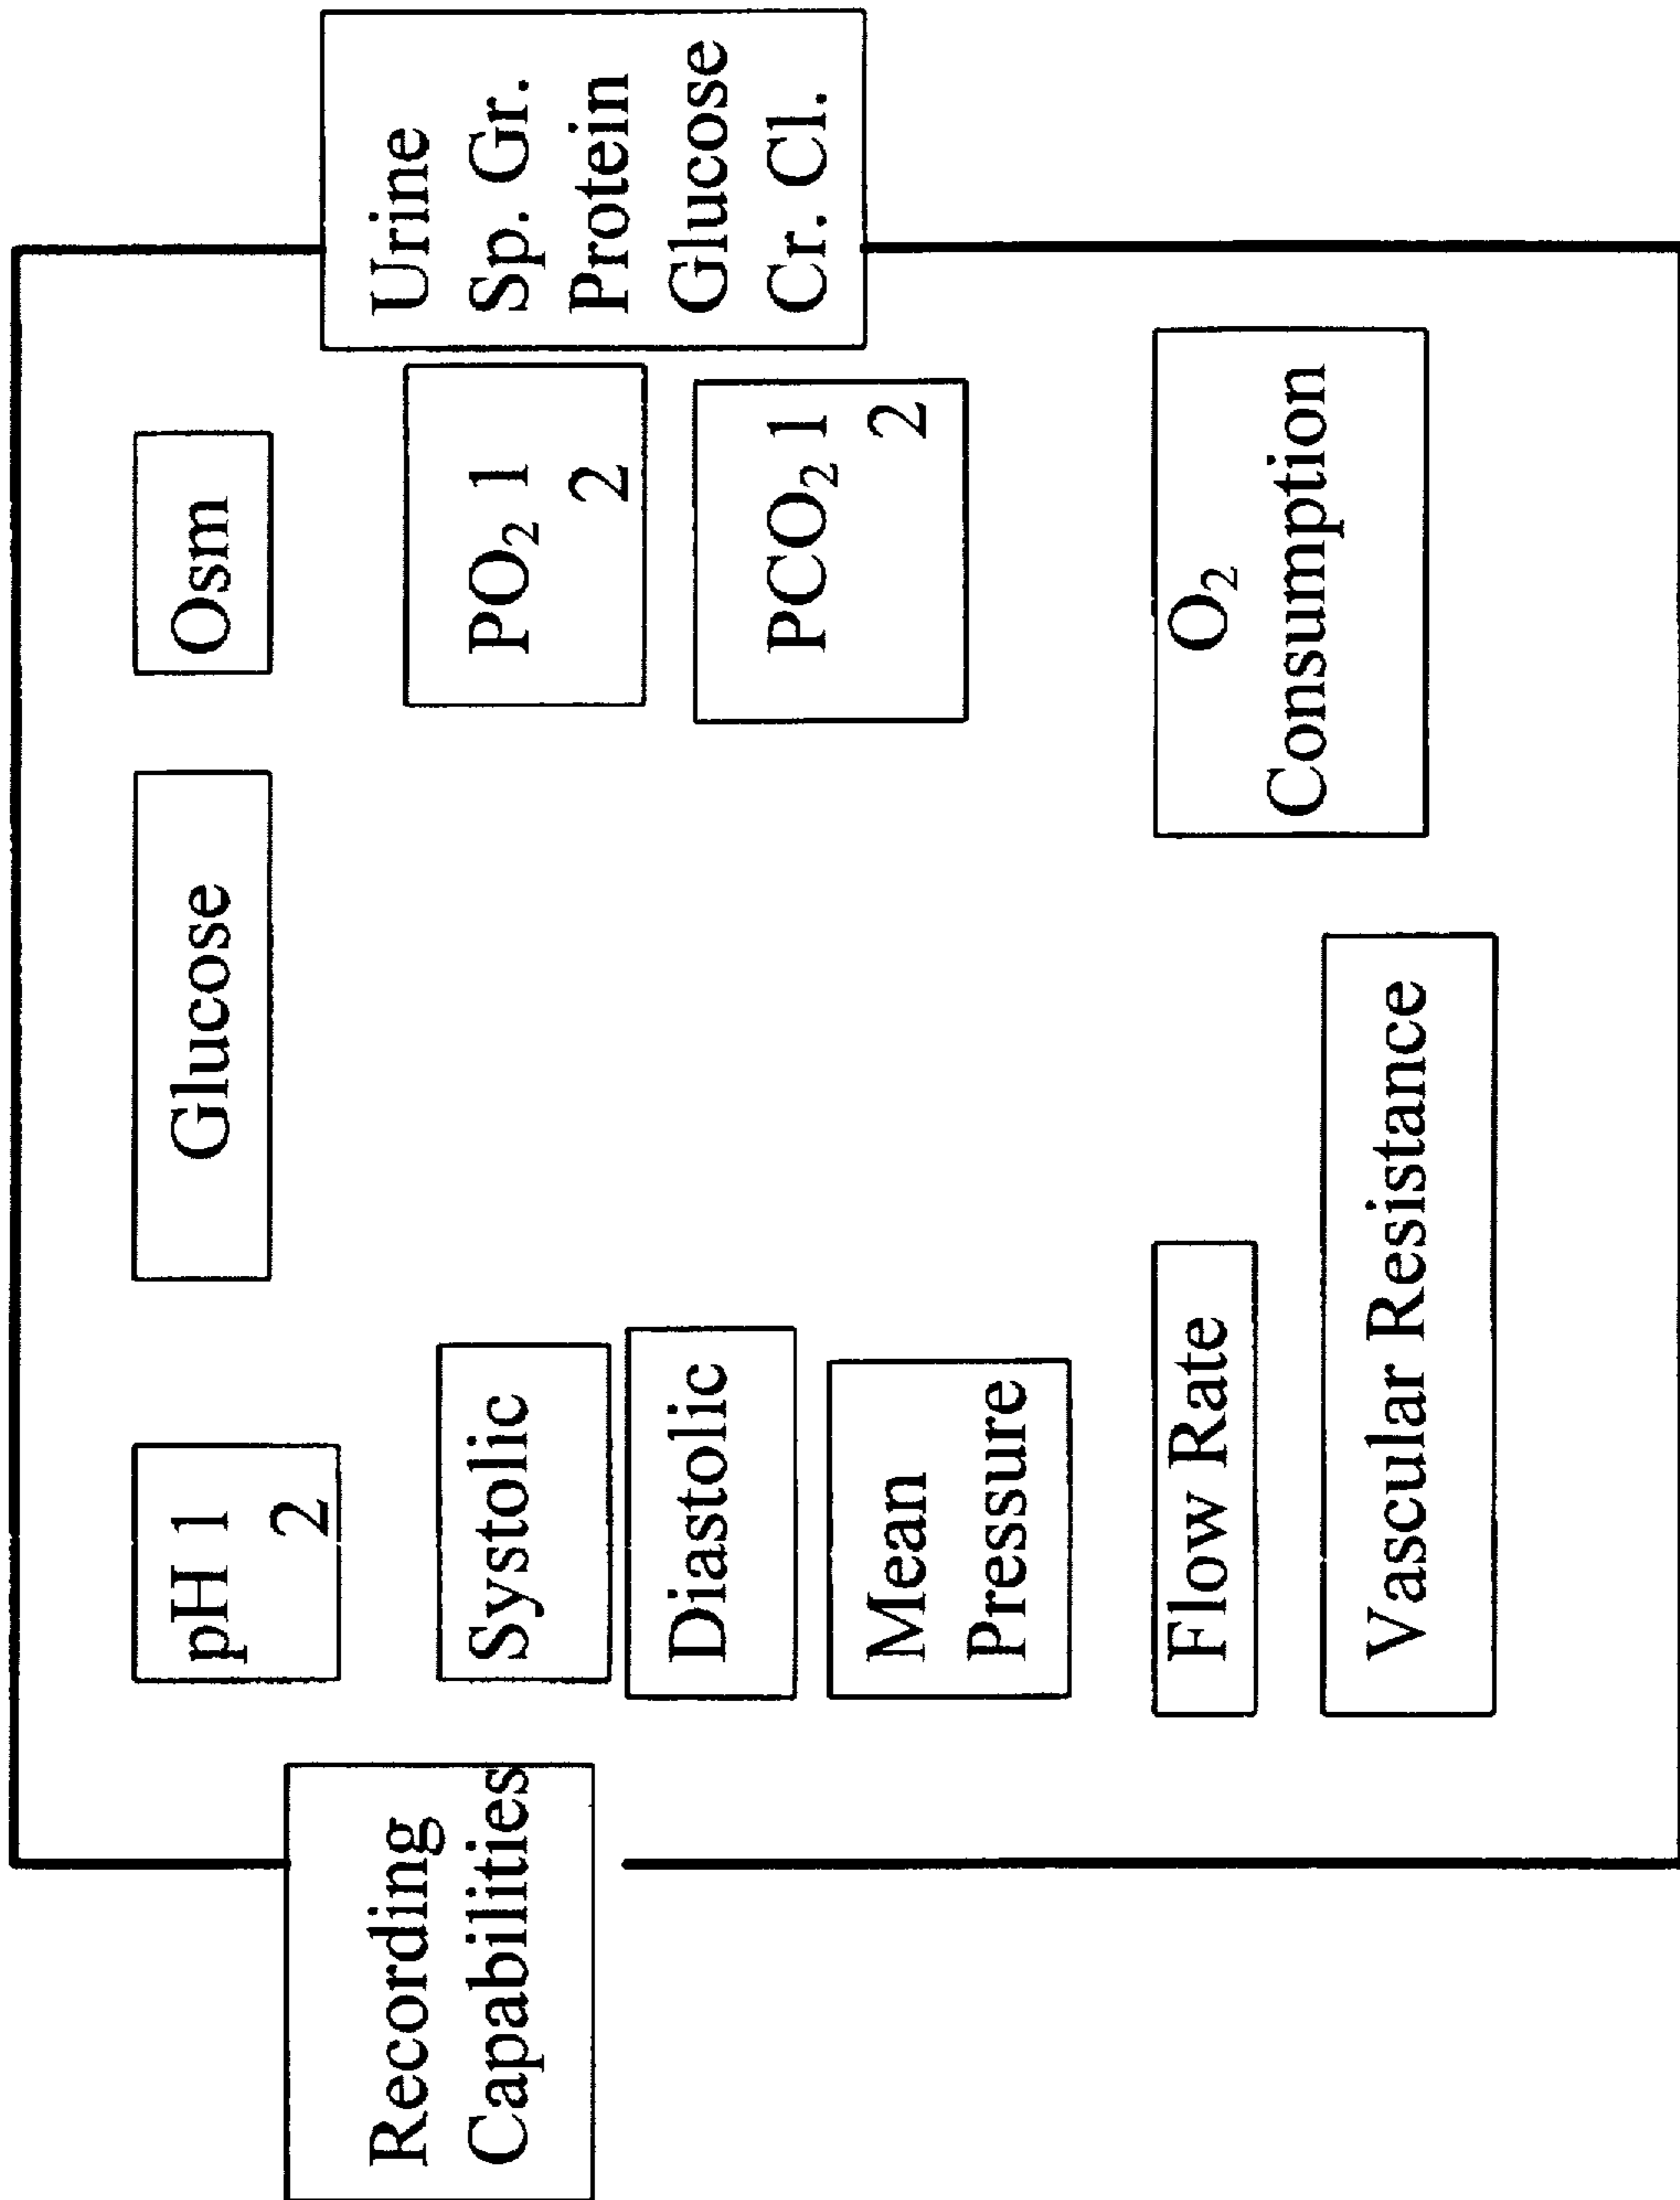 Recording
Capabilities
pH 1
2
Glucose
Osm
Systolic
Diastolic
Mean
Pressure
PO₂ 1
2
PCO₂ 1
2
Urine
Sp. Gr.
Protein
Glucose
Cr. Cl.
Flow Rate
Vascular Resistance
O₂
Consumption